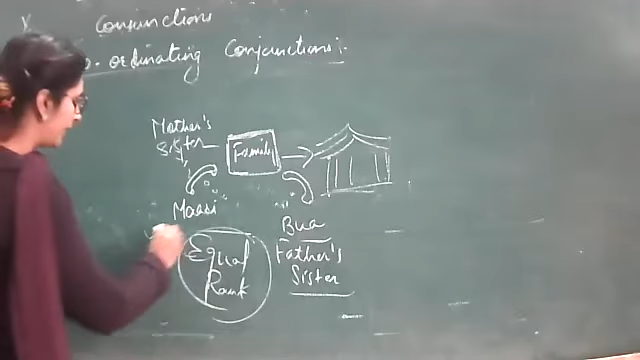 Conjunctions
ordinating Conjunctions:
Mother's
Sister
Family
Maasi
Bua
Equal
Rank
Father's
Sister